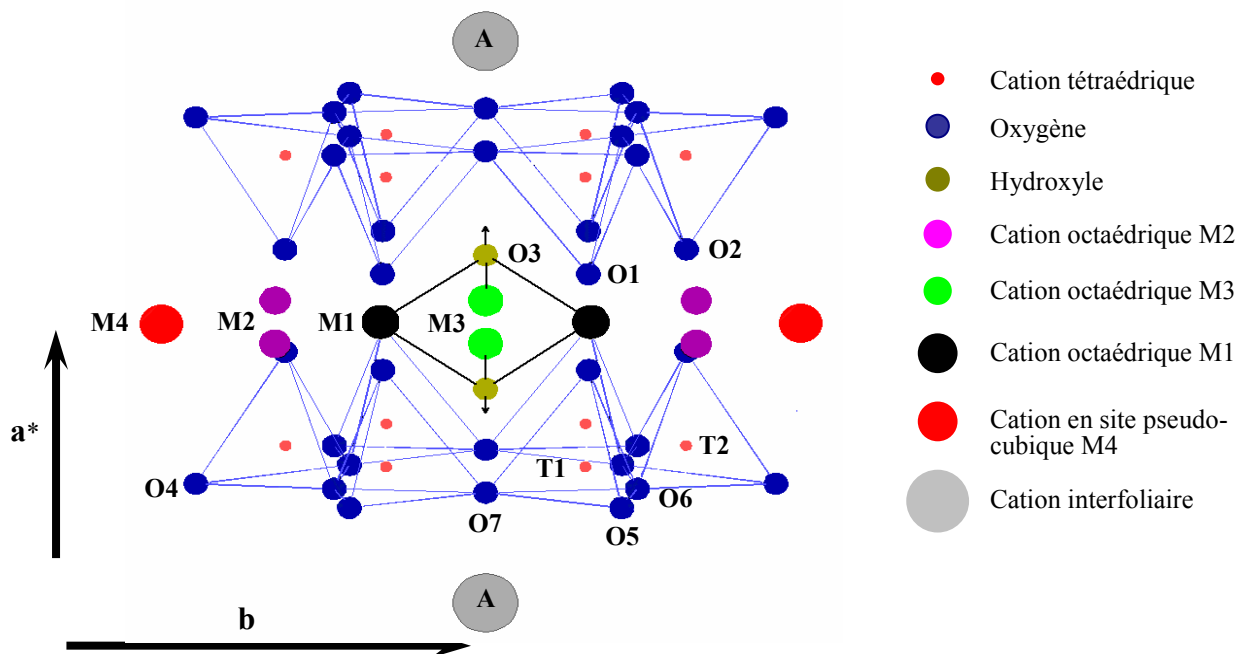 A
O3
O2
O1
M4
M2
M1
M3
a*
T2
T1
O4
O6
O7
O5
A
b
Cation tétraédrique
Oxygène
Hydroxyle
Cation octaédrique M2
Cation octaédrique M3
Cation octaédrique M1
Cation en site pseudo-
cubique M4
Cation interfoliaire